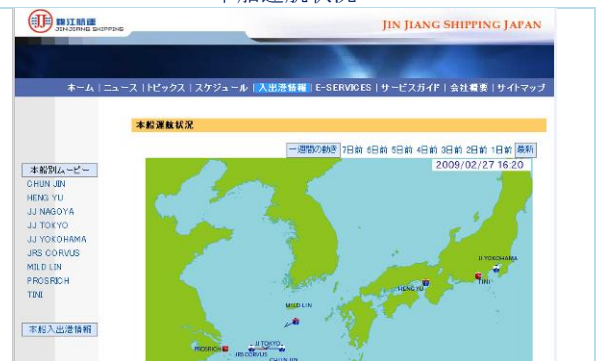 本船運航状況
錦江航運
JINJIANG SHIPPING
JIN JIANG SHIPPING JAPAN
ホーム | ニュース | トピックス | スケジュール | 入出港情報 | E-SERVICES | サービスガイド | 会社概要 | サイトマップ
本船運航状況
一週間の動き 7日前 6日前 5日前 4日前 3日前 2日前 1日前 最新
2009/02/27 16:20
本船別ムービー
CHUN JIN
HENG YU
JJ NAGOYA
JJ TOKYO
JJ YOKOHAMA
JRS CORVUS
MILD LIN
PROSRICH
TINI
本船入出港情報
JJ YOKOHAMA
TINI
HENG YU
MILD LIN
JJ TOKYO
PROSRICH
JRS CORVUS
CHUN JIN